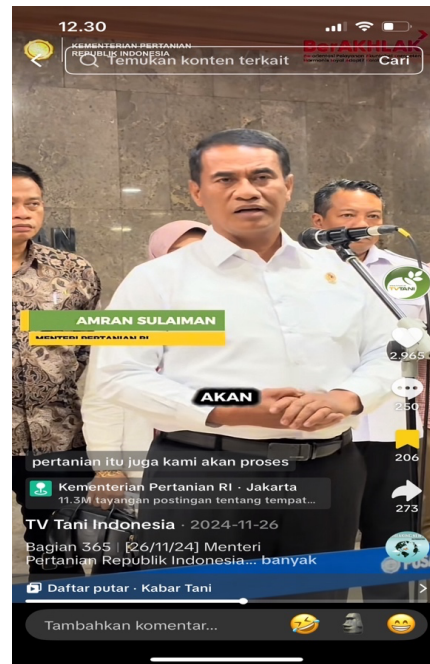 12.30
KEMENTERIAN PERTANIAN
REPUBLIK INDONESIA
BerAKHLAK
Temukan konten terkait
Cari
TVTANI
AMRAN SULAIMAN
MENTERI PERTANIAN RI
2.965
AKAN
250
pertanian itu juga kami akan proses
206
Kementerian Pertanian RI · Jakarta
11.3M tayangan postingan tentang tempat...
273
TV Tani Indonesia · 2024-11-26
Bagian 365 | [26/11/24] Menteri
Pertanian Republik Indonesia... banyak
Daftar putar · Kabar Tani
Tambahkan komentar...